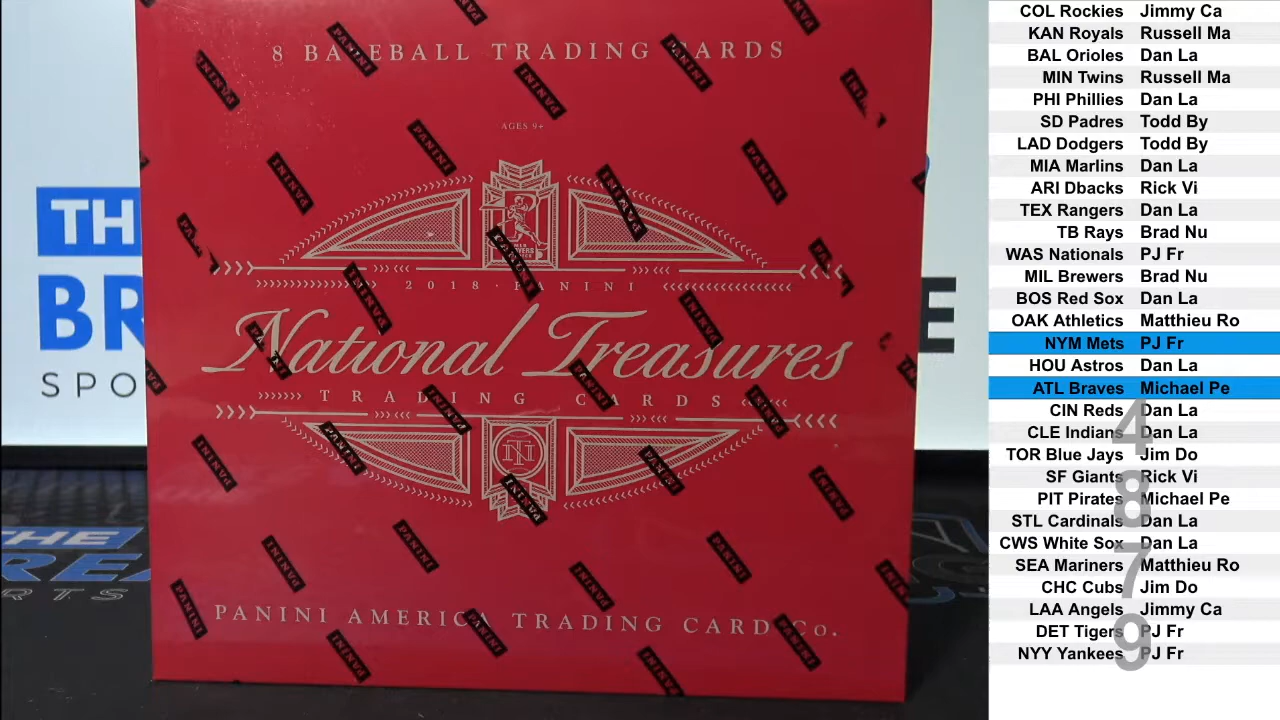 8 BASEBALL TRADING CARDS
AGES 9+
2018 · PANINI
National Treasures
TRADING CARDS
PANINI AMERICA TRADING CARD CO.
PANINI
TH
BR
E
SPO
THE
COL Rockies Jimmy Ca
KAN Royals Russell Ma
BAL Orioles Dan La
MIN Twins Russell Ma
PHI Phillies Dan La
SD Padres Todd By
LAD Dodgers Todd By
MIA Marlins Dan La
ARI Dbacks Rick Vi
TEX Rangers Dan La
TB Rays Brad Nu
WAS Nationals PJ Fr
MIL Brewers Brad Nu
BOS Red Sox Dan La
OAK Athletics Matthieu Ro
NYM Mets PJ Fr
HOU Astros Dan La
ATL Braves Michael Pe
CIN Reds Dan La
CLE Indians Dan La
TOR Blue Jays Jim Do
SF Giants Rick Vi
PIT Pirates Michael Pe
STL Cardinals Dan La
CWS White Sox Dan La
SEA Mariners Matthieu Ro
CHC Cubs Jim Do
LAA Angels Jimmy Ca
DET Tigers PJ Fr
NYY Yankees PJ Fr
4
8
7
9